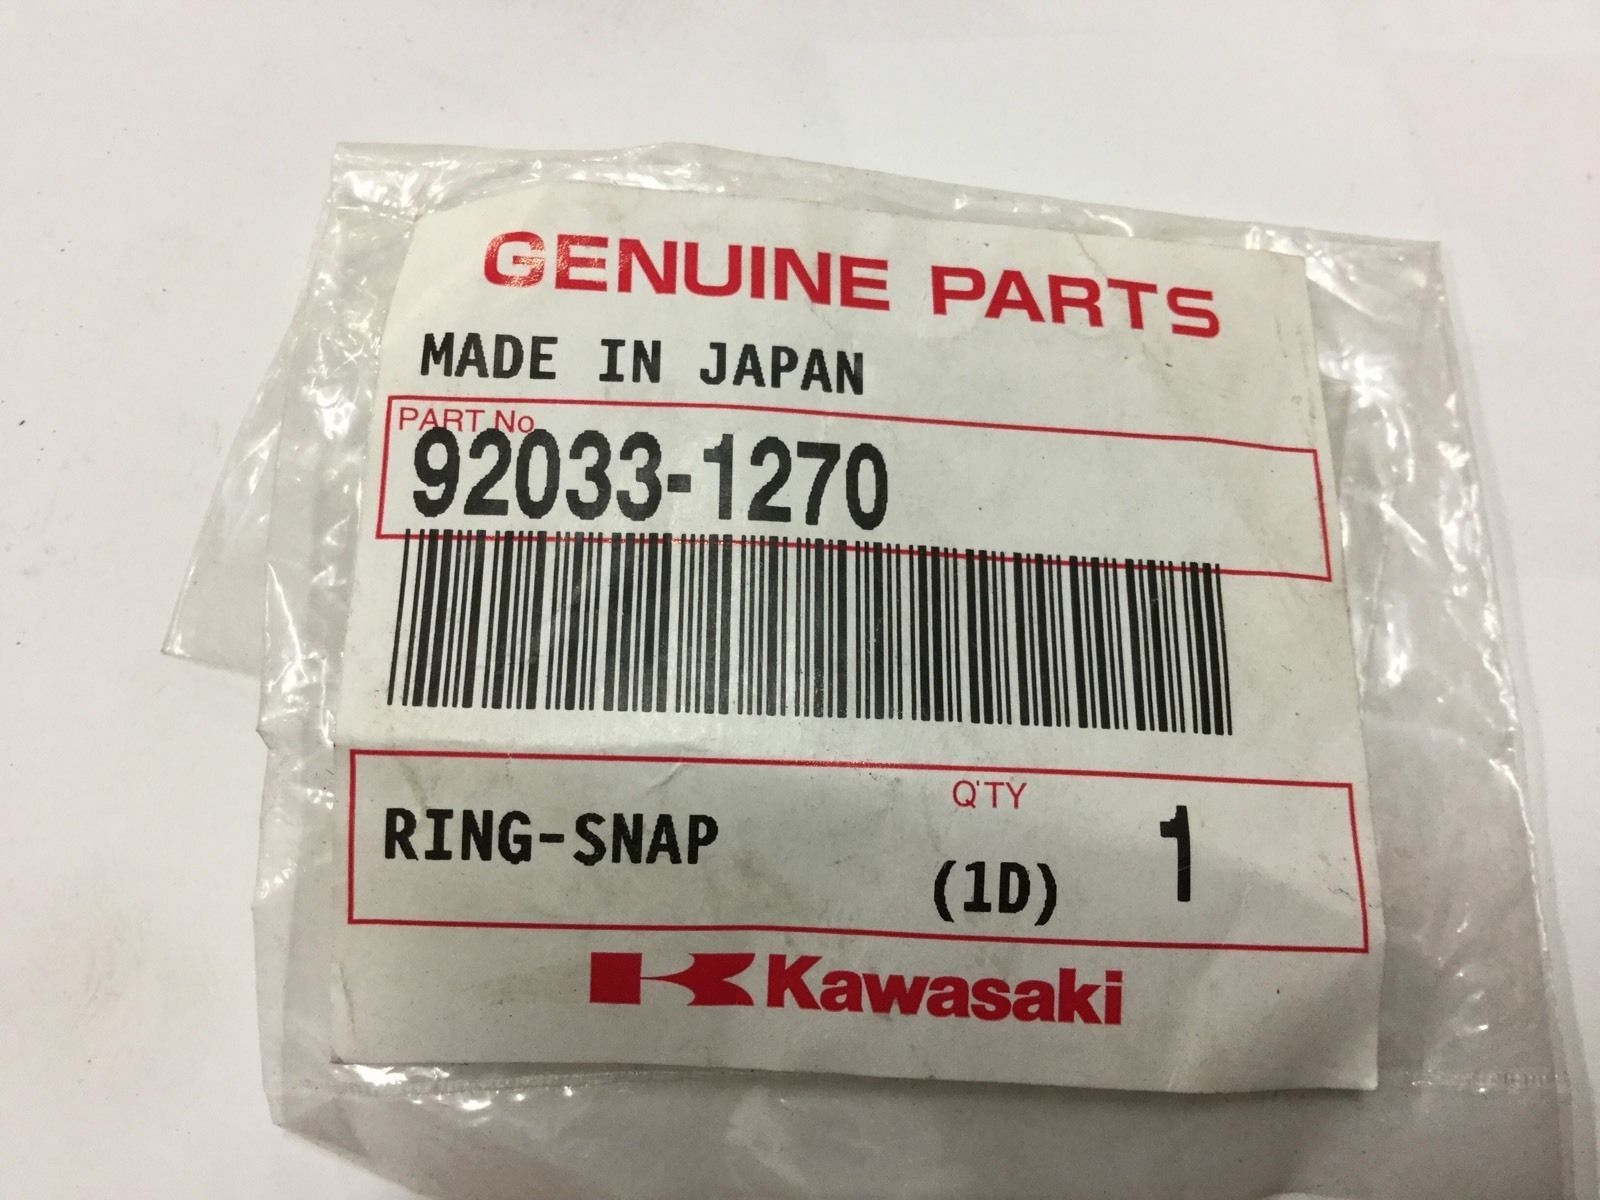 GENUINE PARTS
MADE IN JAPAN
PART No
92033-1270
Q'TY
RING-SNAP (1D) 1
Kawasaki